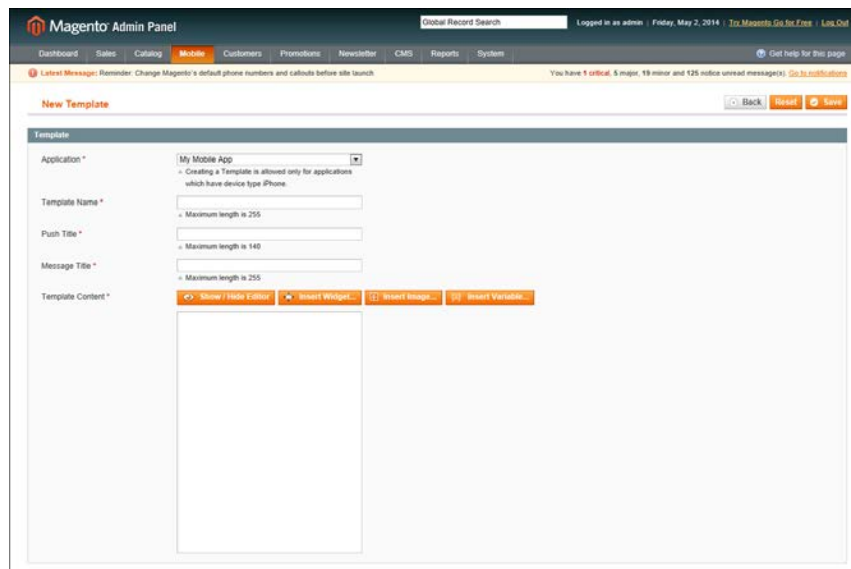 Magento Admin Panel
Global Record Search
Logged in as admin | Friday, May 2, 2014 | Try Magento Go for Free | Log Out
Dashboard Sales Catalog Mobile Customers Promotions Newsletter CMS Reports System
Get help for this page
Latest Message: Reminder: Change Magento's default phone numbers and callouts before site launch
You have 1 critical, 5 major, 19 minor and 125 notice unread message(s). Go to notifications
New Template
Back Reset Save
Template
Application *
My Mobile App
Creating a Template is allowed only for applications
which have device type iPhone.
Template Name *
Maximum length is 255
Push Title *
Maximum length is 140
Message Title *
Maximum length is 255
Template Content *
Show / Hide Editor Insert Widget... Insert Image... Insert Variable...